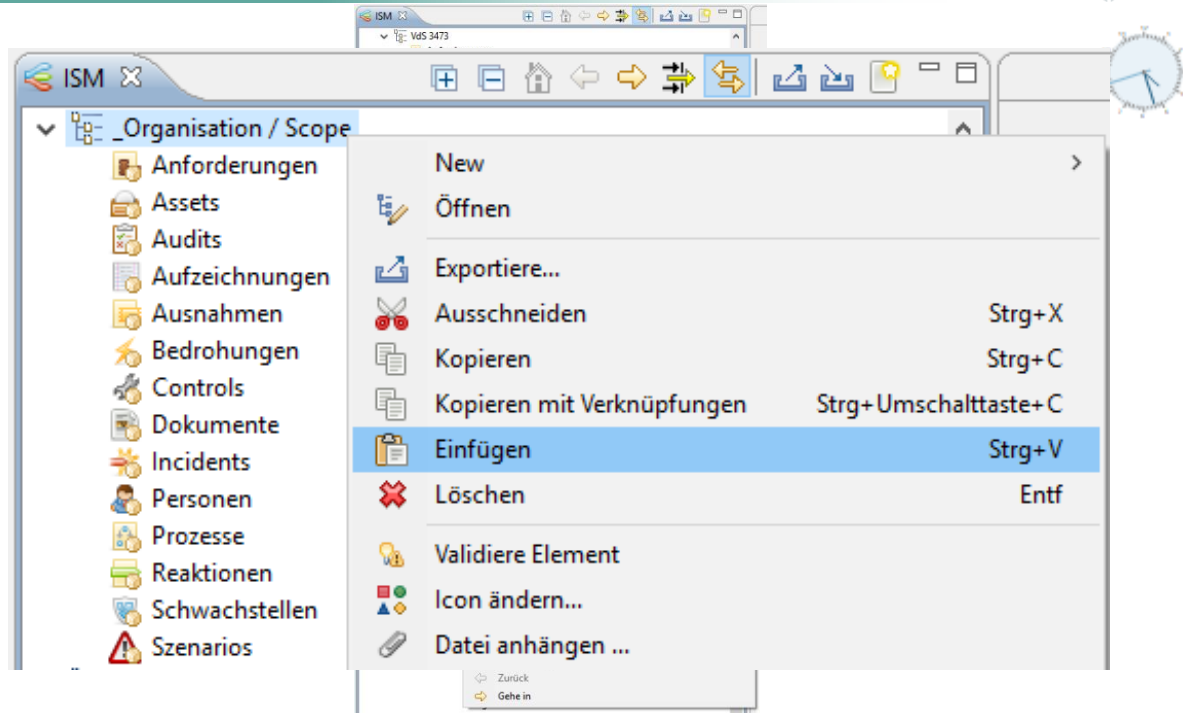 ISM
VdS 3473
ISM
_Organisation / Scope
Anforderungen
Assets
Audits
Aufzeichnungen
Ausnahmen
Bedrohungen
Controls
Dokumente
Incidents
Personen
Prozesse
Reaktionen
Schwachstellen
Szenarios
New
Öffnen
Exportiere...
Ausschneiden Strg+X
Kopieren Strg+C
Kopieren mit Verknüpfungen Strg+Umschalttaste+C
Einfügen Strg+V
Löschen Entf
Validiere Element
Icon ändern...
Datei anhängen ...
Zurück
Gehe in